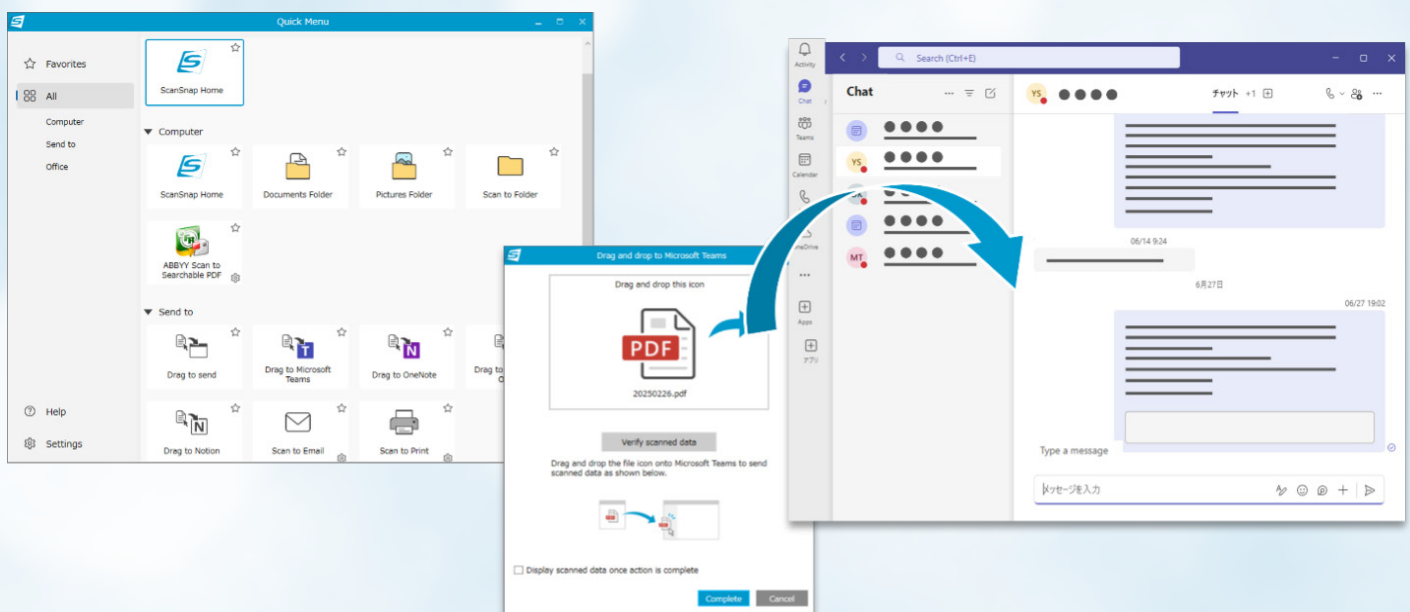 Quick Menu
Favorites
All
Computer
Send to
Office
Help
Settings
ScanSnap Home
Computer
ScanSnap Home
Documents Folder
Pictures Folder
Scan to Folder
ABBYY Scan to
Searchable PDF
Send to
Drag to send
Drag to Microsoft
Teams
Drag to OneNote
Drag to
Drag to Notion
Scan to Email
Scan to Print
Drag and drop to Microsoft Teams
Drag and drop this icon
PDF
20250226.pdf
Verify scanned data
Drag and drop the file icon onto Microsoft Teams to send
scanned data as shown below.
Display scanned data once action is complete
Complete
Cancel
Activity
Chat
Teams
Calendar
OneDrive
Apps
アプリ
Search (Ctrl+E)
Chat
YS
MT
YS
チャット +1
06/14 9:24
6月27日
06/27 19:02
Type a message
メッセージを入力